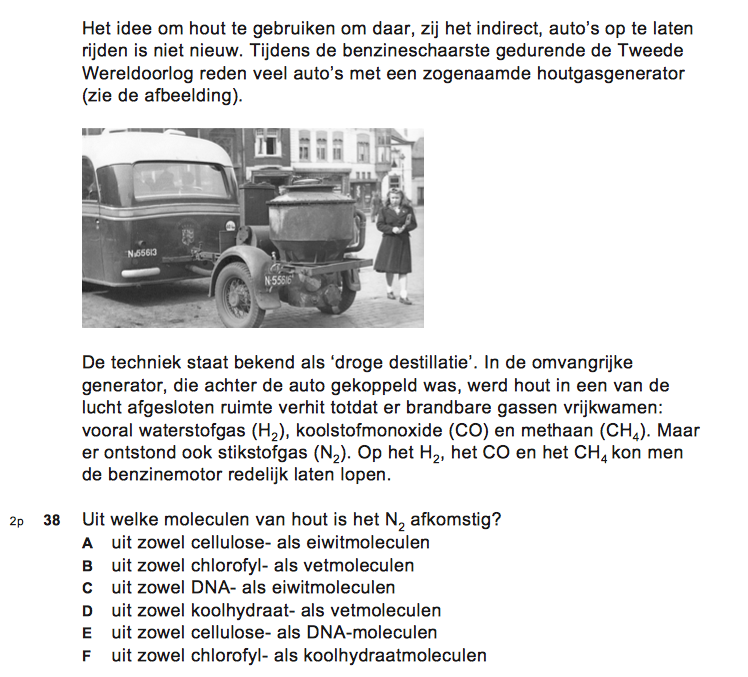 Het idee om hout te gebruiken om daar, zij het indirect, auto's op te laten
rijden is niet nieuw. Tijdens de benzineschaarste gedurende de Tweede
Wereldoorlog reden veel auto's met een zogenaamde houtgasgenerator
(zie de afbeelding).
N-55613
N-55616
De techniek staat bekend als 'droge destillatie'. In de omvangrijke
generator, die achter de auto gekoppeld was, werd hout in een van de
lucht afgesloten ruimte verhit totdat er brandbare gassen vrijkwamen:
vooral waterstofgas (H₂), koolstofmonoxide (CO) en methaan (CH₄). Maar
er ontstond ook stikstofgas (N₂). Op het H₂, het CO en het CH₄ kon men
de benzinemotor redelijk laten lopen.
2p 38 Uit welke moleculen van hout is het N₂ afkomstig?
A uit zowel cellulose- als eiwitmoleculen
B uit zowel chlorofyl- als vetmoleculen
C uit zowel DNA- als eiwitmoleculen
D uit zowel koolhydraat- als vetmoleculen
E uit zowel cellulose- als DNA-moleculen
F uit zowel chlorofyl- als koolhydraatmoleculen